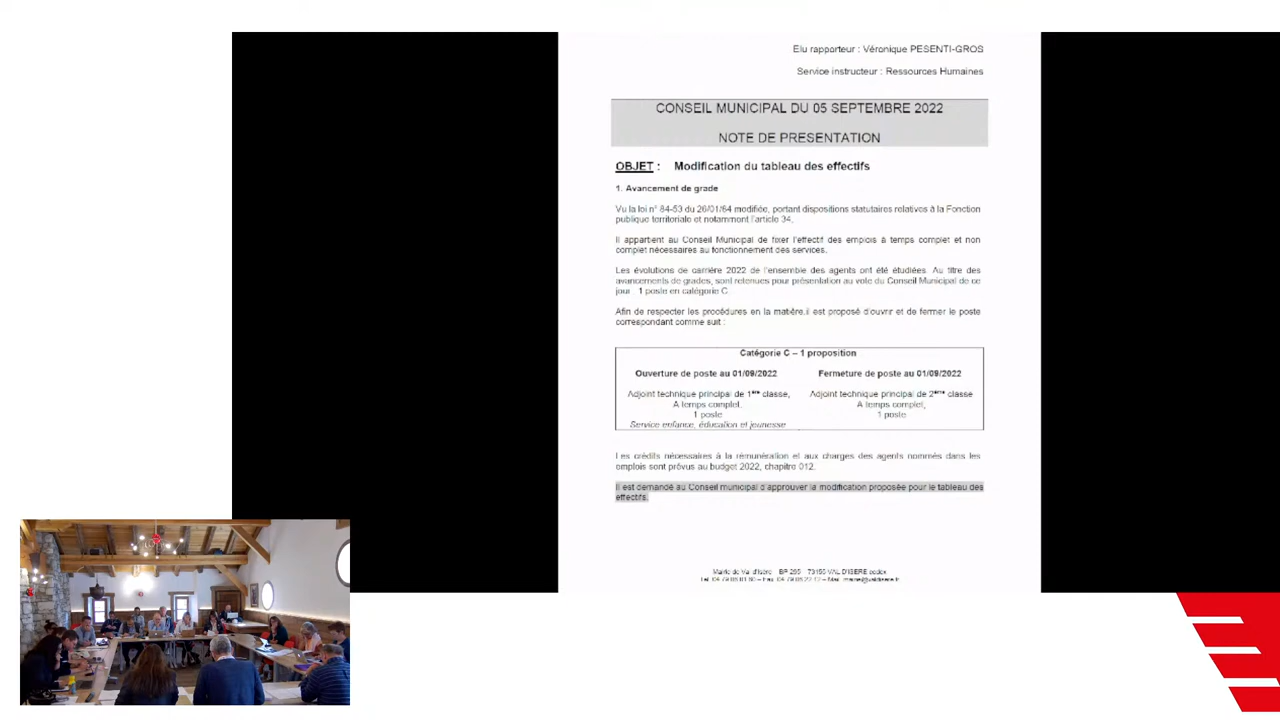 Elu rapporteur : Véronique PESENTI-GROS
Service instructeur : Ressources Humaines
CONSEIL MUNICIPAL DU 05 SEPTEMBRE 2022
NOTE DE PRESENTATION
OBJET : Modification du tableau des effectifs
1. Avancement de grade
Vu la loi n° 84-53 du 26/01/84 modifiée, portant dispositions statutaires relatives à la Fonction
publique territoriale et notamment l'article 34,
Il appartient au Conseil Municipal de fixer l'effectif des emplois à temps complet et non
complet nécessaires au fonctionnement des services.
Les évolutions de carrière 2022 de l'ensemble des agents ont été étudiées. Au titre des
avancements de grades, sont retenues pour présentation au vote du Conseil Municipal de ce
jour : 1 poste en catégorie C.
Afin de respecter les procédures en la matière,il est proposé d'ouvrir et de fermer le poste
correspondant comme suit :
Catégorie C – 1 proposition
Ouverture de poste au 01/09/2022 Fermeture de poste au 01/09/2022
Adjoint technique principal de 1ère classe, Adjoint technique principal de 2ème classe
A temps complet, A temps complet,
1 poste 1 poste
Service enfance, éducation et jeunesse
Les crédits nécessaires à la rémunération et aux charges des agents nommés dans les
emplois sont prévus au budget 2022, chapitre 012.
Il est demandé au Conseil municipal d'approuver la modification proposée pour le tableau des
effectifs.
Mairie de Val d'Isère – BP 295 – 73155 VAL D'ISERE cedex